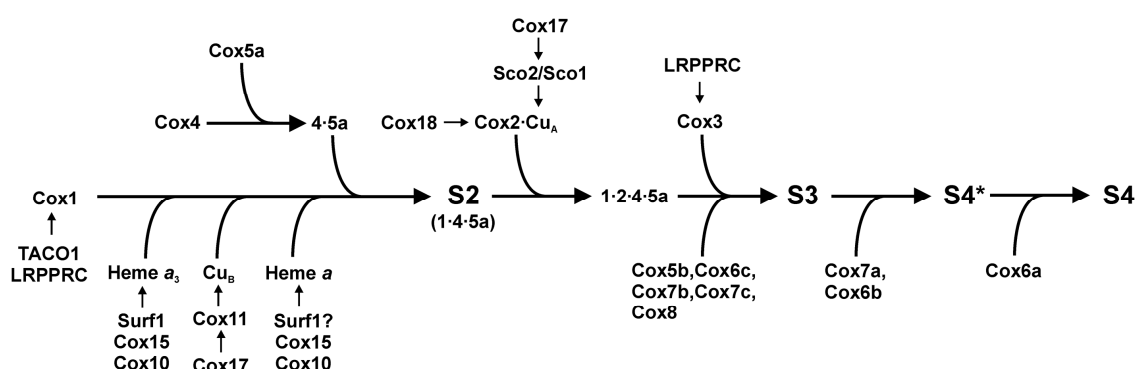 Cox17
Cox5a
Sco2/Sco1
LRPPRC
Cox4
4·5a
Cox18
Cox2·CuA
Cox3
Cox1
S2
(1·4·5a)
1·2·4·5a
S3
S4*
S4
TACO1
LRPPRC
Heme a3
CuB
Heme a
Cox5b,Cox6c,
Cox7b,Cox7c,
Cox8
Cox7a,
Cox6b
Cox6a
Surf1
Cox15
Cox10
Cox11
Cox17
Surf1?
Cox15
Cox10